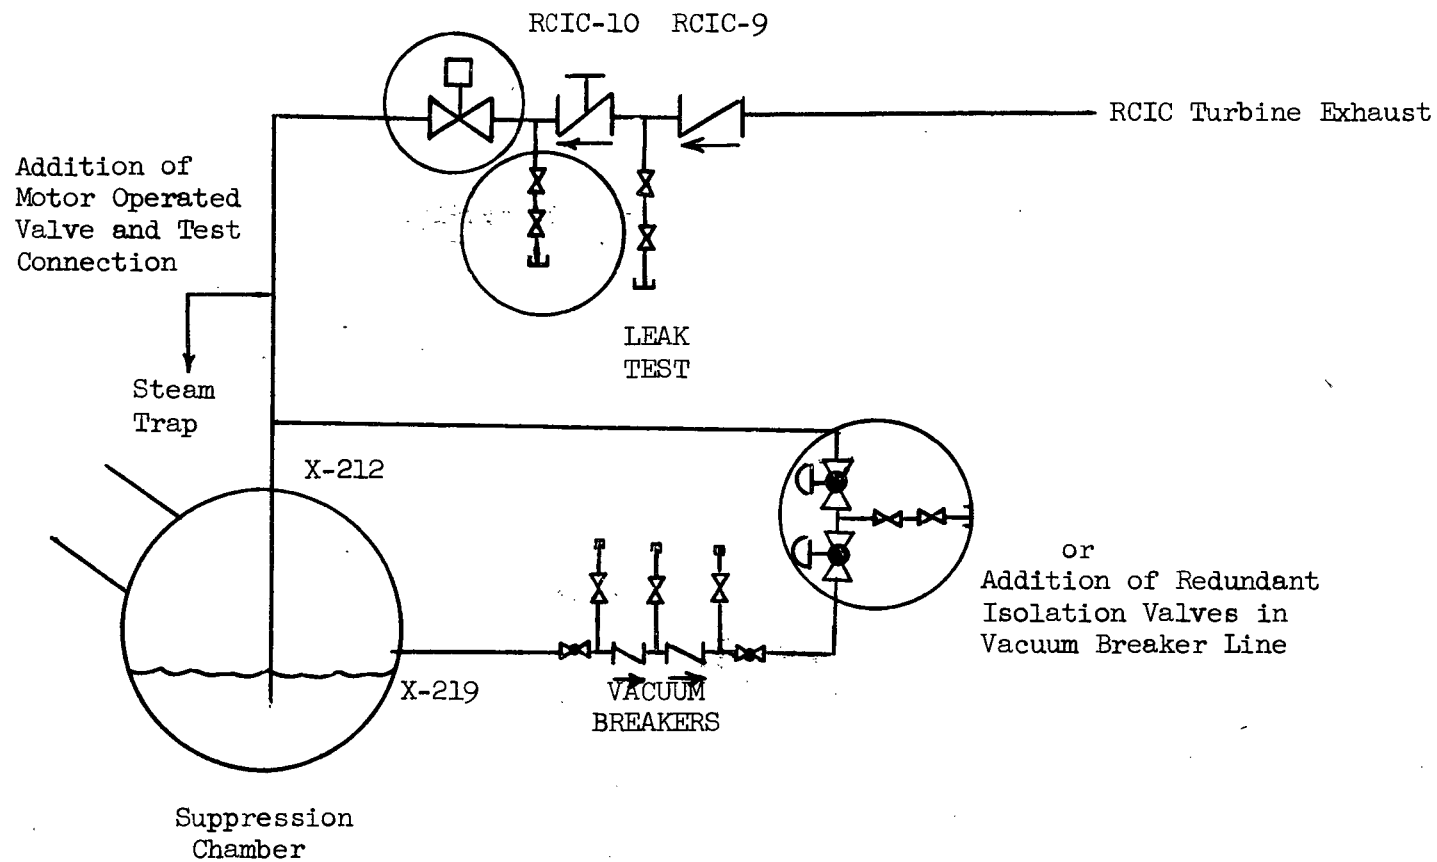 RCIC-10 RCIC-9
RCIC Turbine Exhaust
Addition of
Motor Operated
Valve and Test
Connection
LEAK
TEST
Steam
Trap
X-212
or
Addition of Redundant
Isolation Valves in
Vacuum Breaker Line
X-219
VACUUM
BREAKERS
Suppression
Chamber